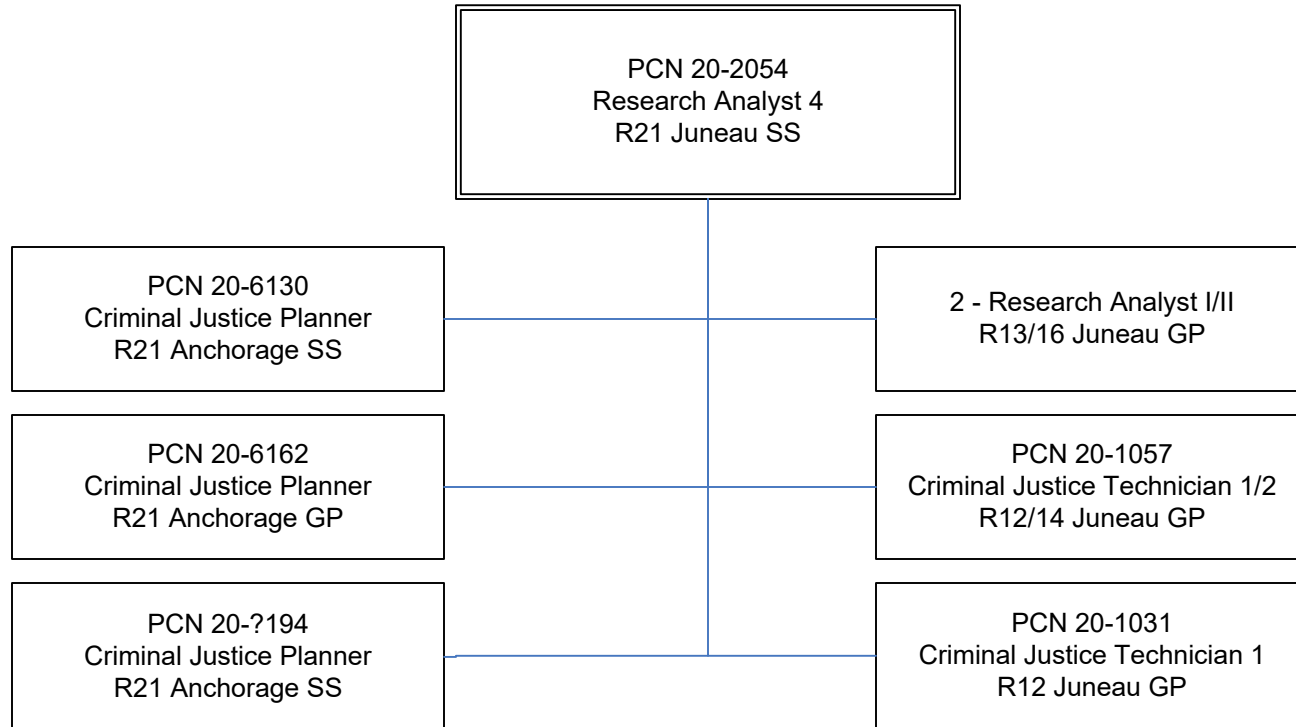 PCN 20-2054
Research Analyst 4
R21 Juneau SS
PCN 20-6130
Criminal Justice Planner
R21 Anchorage SS
2 - Research Analyst I/II
R13/16 Juneau GP
PCN 20-6162
Criminal Justice Planner
R21 Anchorage GP
PCN 20-1057
Criminal Justice Technician 1/2
R12/14 Juneau GP
PCN 20-?194
Criminal Justice Planner
R21 Anchorage SS
PCN 20-1031
Criminal Justice Technician 1
R12 Juneau GP